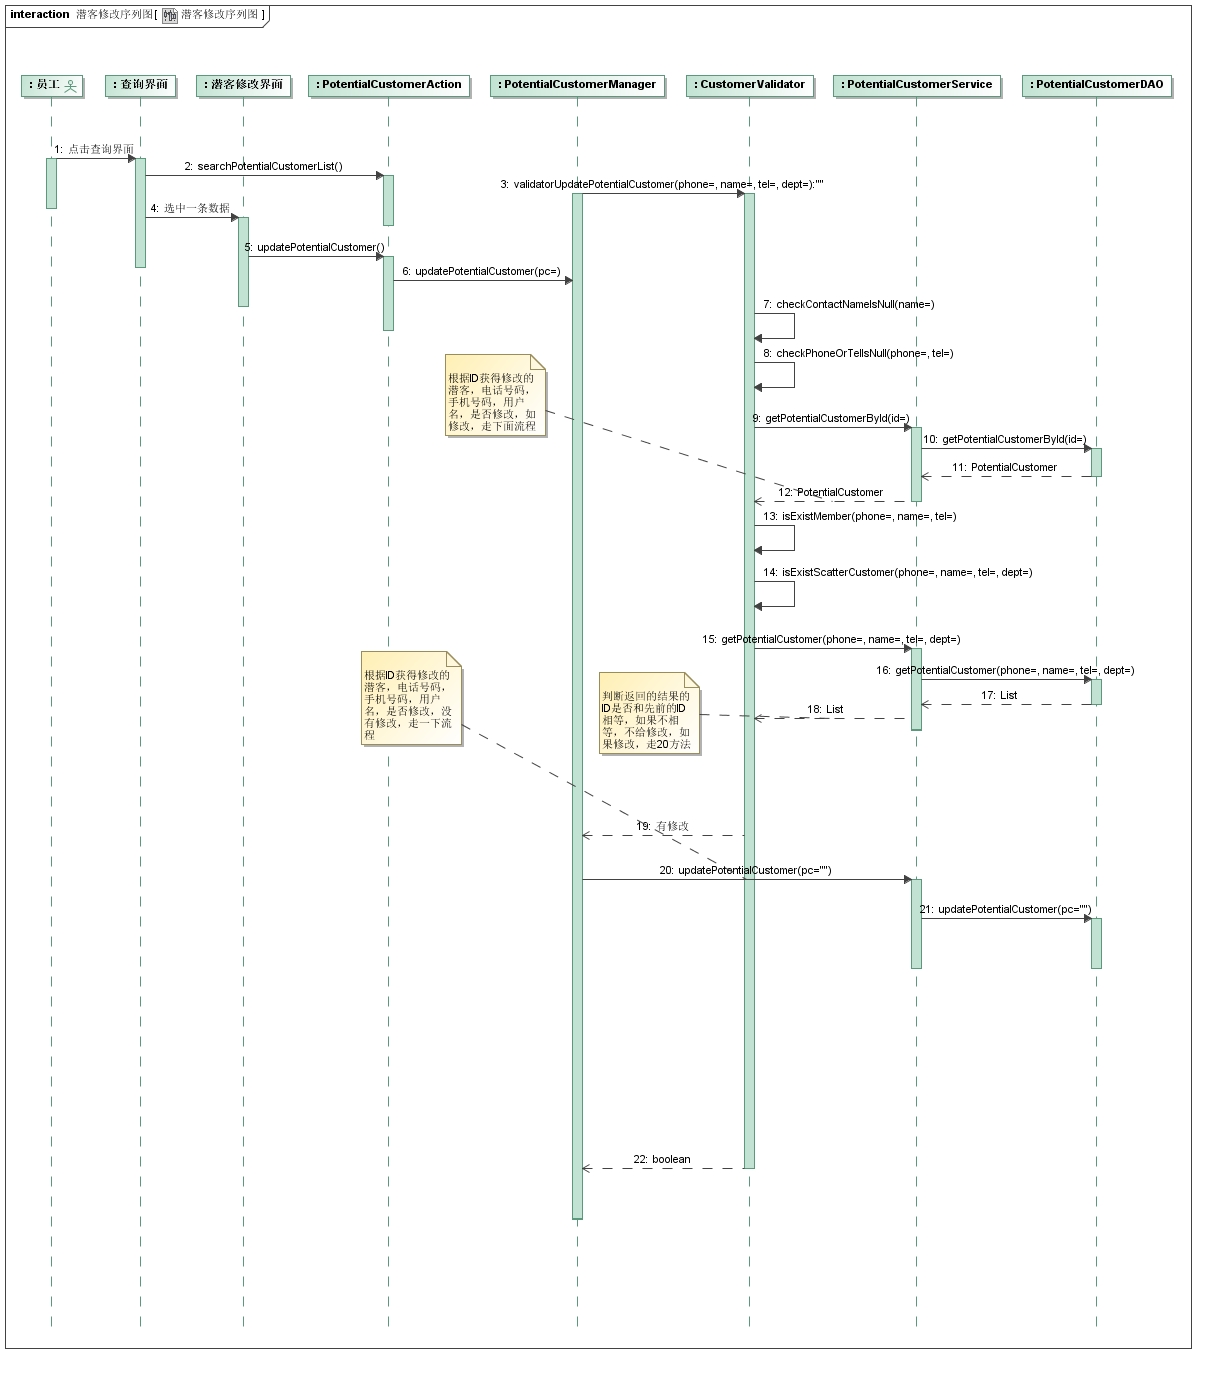 interaction 潜客修改序列图[ 潜客修改序列图 ]
: 员工
: 查询界面
: 潜客修改界面
: PotentialCustomerAction
: PotentialCustomerManager
: CustomerValidator
: PotentialCustomerService
: PotentialCustomerDAO
1: 点击查询界面
2: searchPotentialCustomerList()
3: validatorUpdatePotentialCustomer(phone=, name=, tel=, dept=):""
4: 选中一条数据
5: updatePotentialCustomer()
6: updatePotentialCustomer(pc=)
7: checkContactNameIsNull(name=)
8: checkPhoneOrTelIsNull(phone=, tel=)
根据ID获得修改的
潜客，电话号码，
手机号码，用户
名，是否修改，如
修改，走下面流程
9: getPotentialCustomerById(id=)
10: getPotentialCustomerById(id=)
11: PotentialCustomer
12: PotentialCustomer
13: isExistMember(phone=, name=, tel=)
14: isExistScatterCustomer(phone=, name=, tel=, dept=)
15: getPotentialCustomer(phone=, name=, tel=, dept=)
16: getPotentialCustomer(phone=, name=, tel=, dept=)
根据ID获得修改的
潜客，电话号码，
手机号码，用户
名，是否修改，没
有修改，走一下流
程
判断返回的结果的
ID是否和先前的ID
相等，如果不相
等，不给修改，如
果修改，走20方法
17: List
18: List
19: 有修改
20: updatePotentialCustomer(pc="")
21: updatePotentialCustomer(pc="")
22: boolean